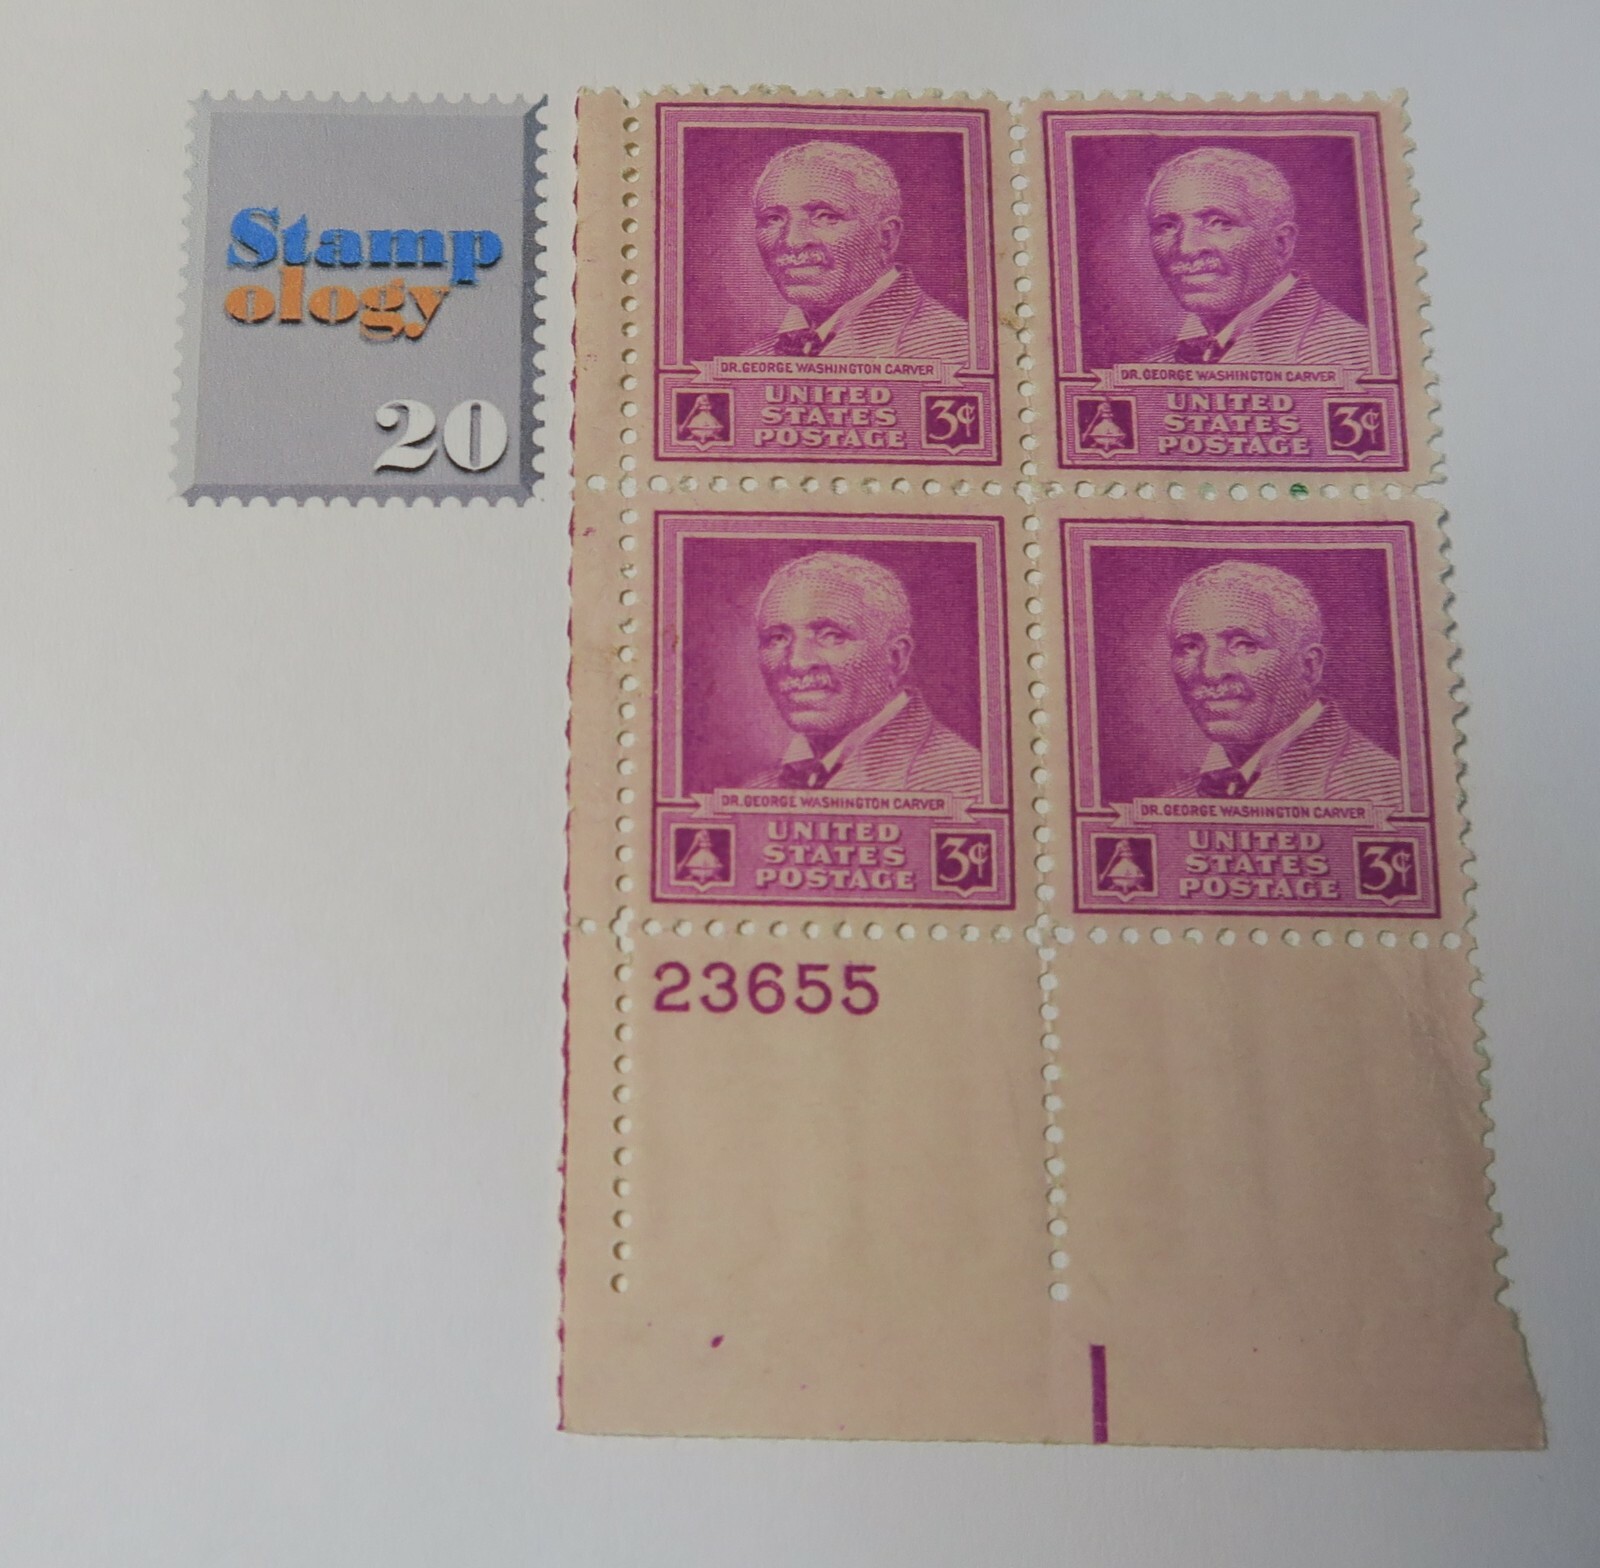 Stamp
ology
20
DR. GEORGE WASHINGTON CARVER
UNITED
STATES
POSTAGE
3¢
DR. GEORGE WASHINGTON CARVER
UNITED
STATES
POSTAGE
3¢
DR. GEORGE WASHINGTON CARVER
UNITED
STATES
POSTAGE
3¢
DR. GEORGE WASHINGTON CARVER
UNITED
STATES
POSTAGE
3¢
23655